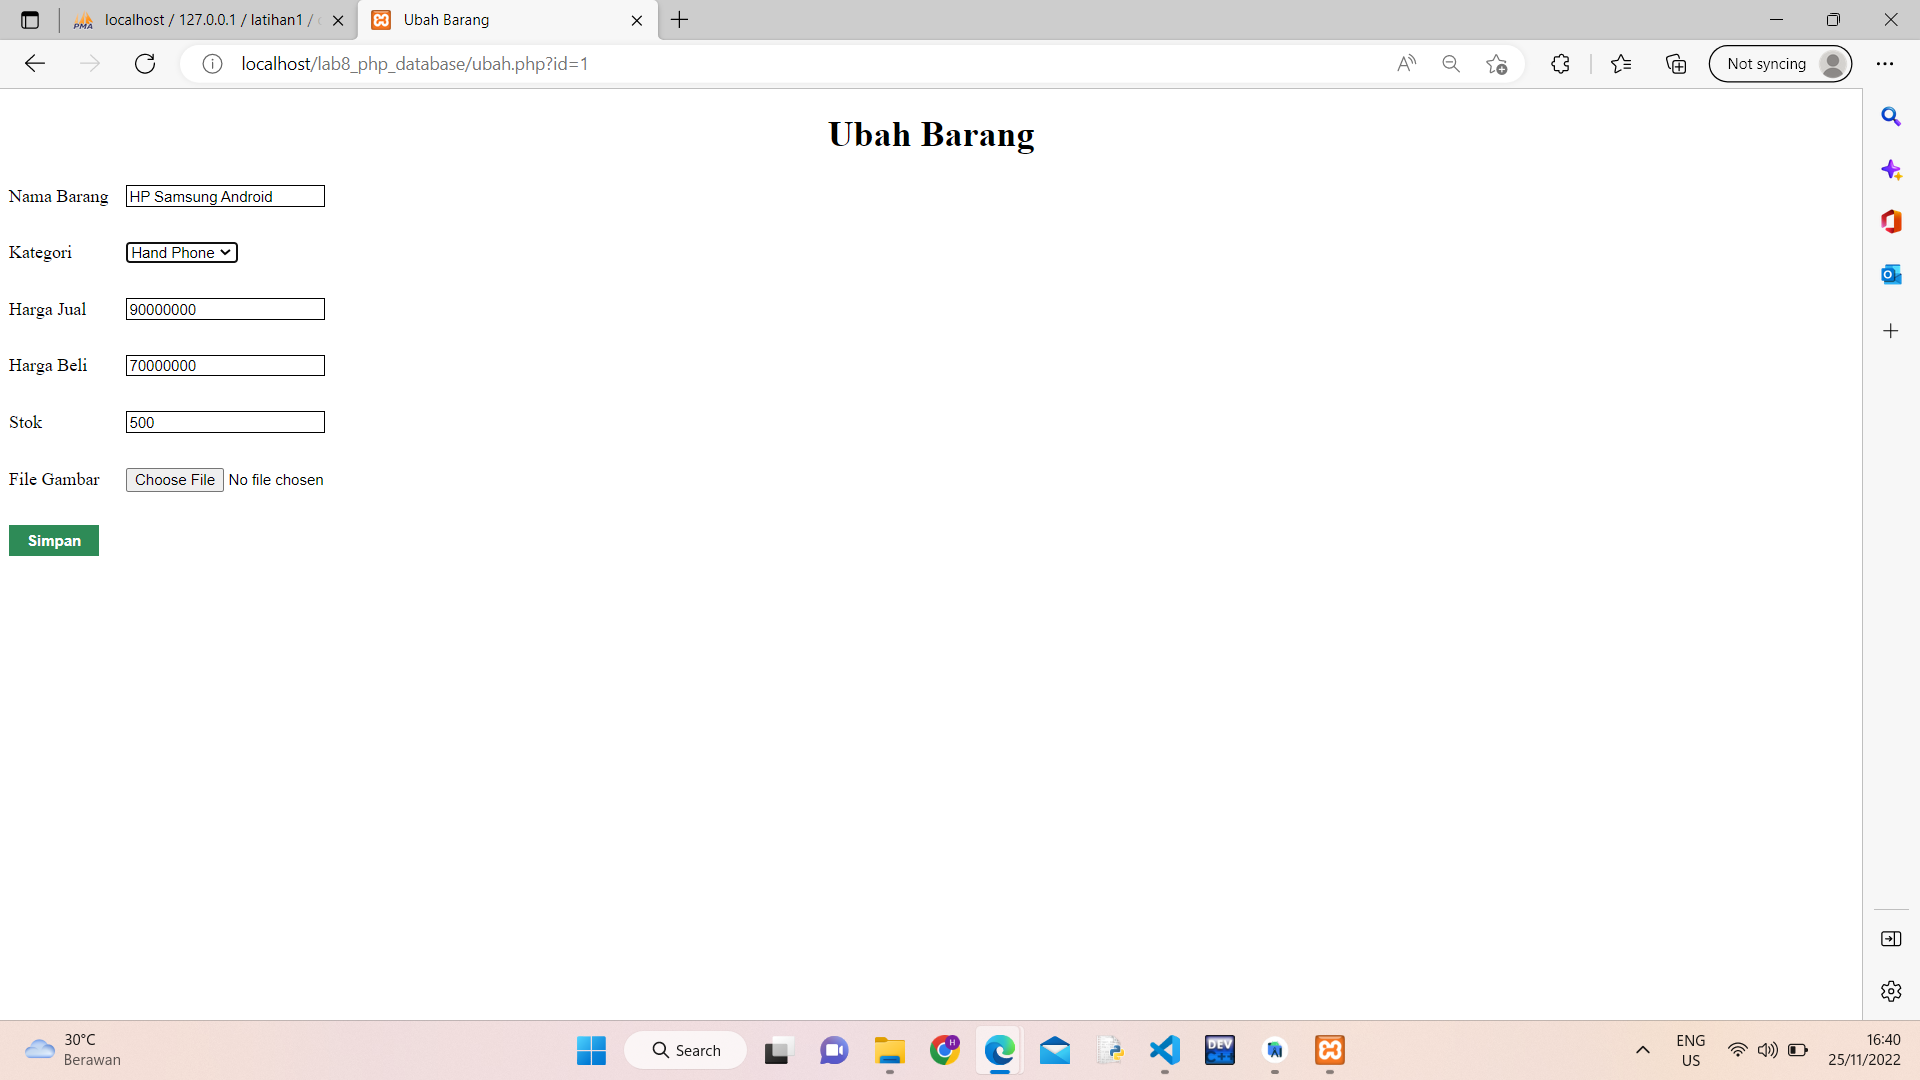 PMA localhost / 127.0.0.1 / latihan1 /
Ubah Barang
localhost/lab8_php_database/ubah.php?id=1
Not syncing
Ubah Barang
Nama Barang HP Samsung Android
Kategori Hand Phone
Harga Jual 90000000
Harga Beli 70000000
Stok 500
File Gambar Choose File No file chosen
Simpan
30°C
Berawan
Search
H
DEV
C++
ENG
US
16:40
25/11/2022